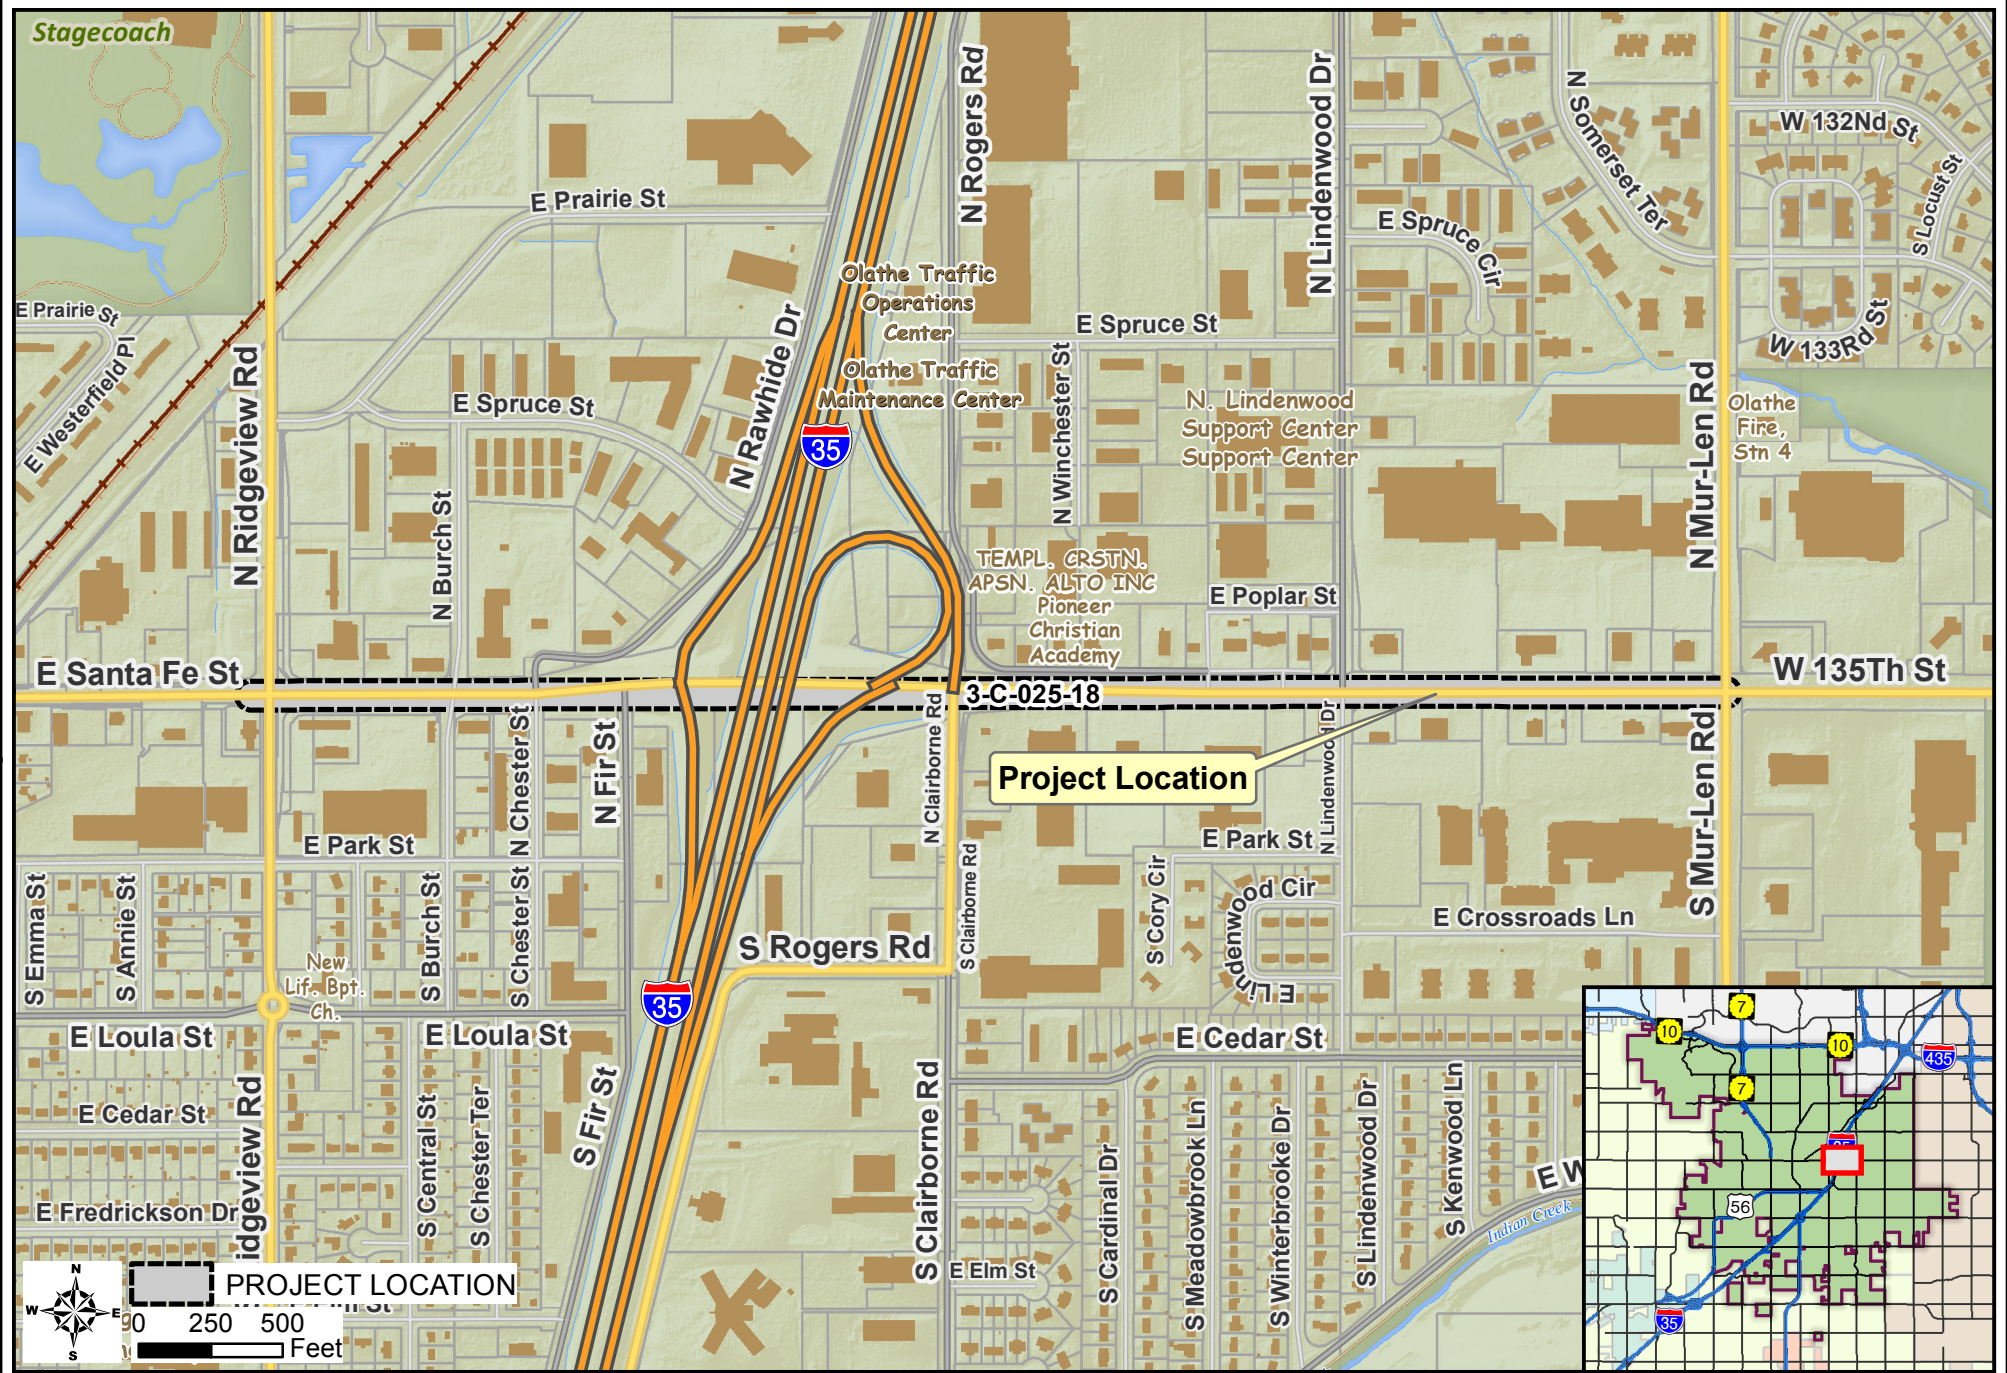 Stagecoach
N Rogers Rd
N Lindenwood Dr
N Somerset Ter
W 132Nd St
S Locust St
E Prairie St
E Spruce Cir
Olathe Traffic
Operations
Center
E Prairie St
E Westerfield Pl
N Ridgeview Rd
N Rawhide Dr
E Spruce St
W 133Rd St
Olathe Traffic
Maintenance Center
N Winchester St
N. Lindenwood
Support Center
Support Center
N Mur-Len Rd
Olathe
Fire,
Stn 4
E Spruce St
35
N Burch St
TEMPL. CRSTN.
APSN. ALTO INC
Pioneer
Christian
Academy
E Poplar St
E Santa Fe St
W 135Th St
3-C-025-18
N Chester St
N Fir St
N Clairborne Rd
N Lindenwood Dr
S Mur-Len Rd
Project Location
E Park St
E Park St
S Emma St
S Annie St
S Burch St
S Chester St
S Clairborne Rd
S Cory Cir
E Lindenwood Cir
E Crossroads Ln
S Rogers Rd
New
Lif. Bpt.
Ch.
35
E Loula St
E Loula St
E Cedar St
E Cedar St
S Fir St
S Clairborne Rd
idgeview Rd
S Central St
S Chester Ter
S Cardinal Dr
S Meadowbrook Ln
S Winterbrooke Dr
S Lindenwood Dr
S Kenwood Ln
E W
Indian Creek
E Fredrickson Dr
E Elm St
N
W
E
S
PROJECT LOCATION
0 250 500
Feet
7
10
10
435
7
35
56
35